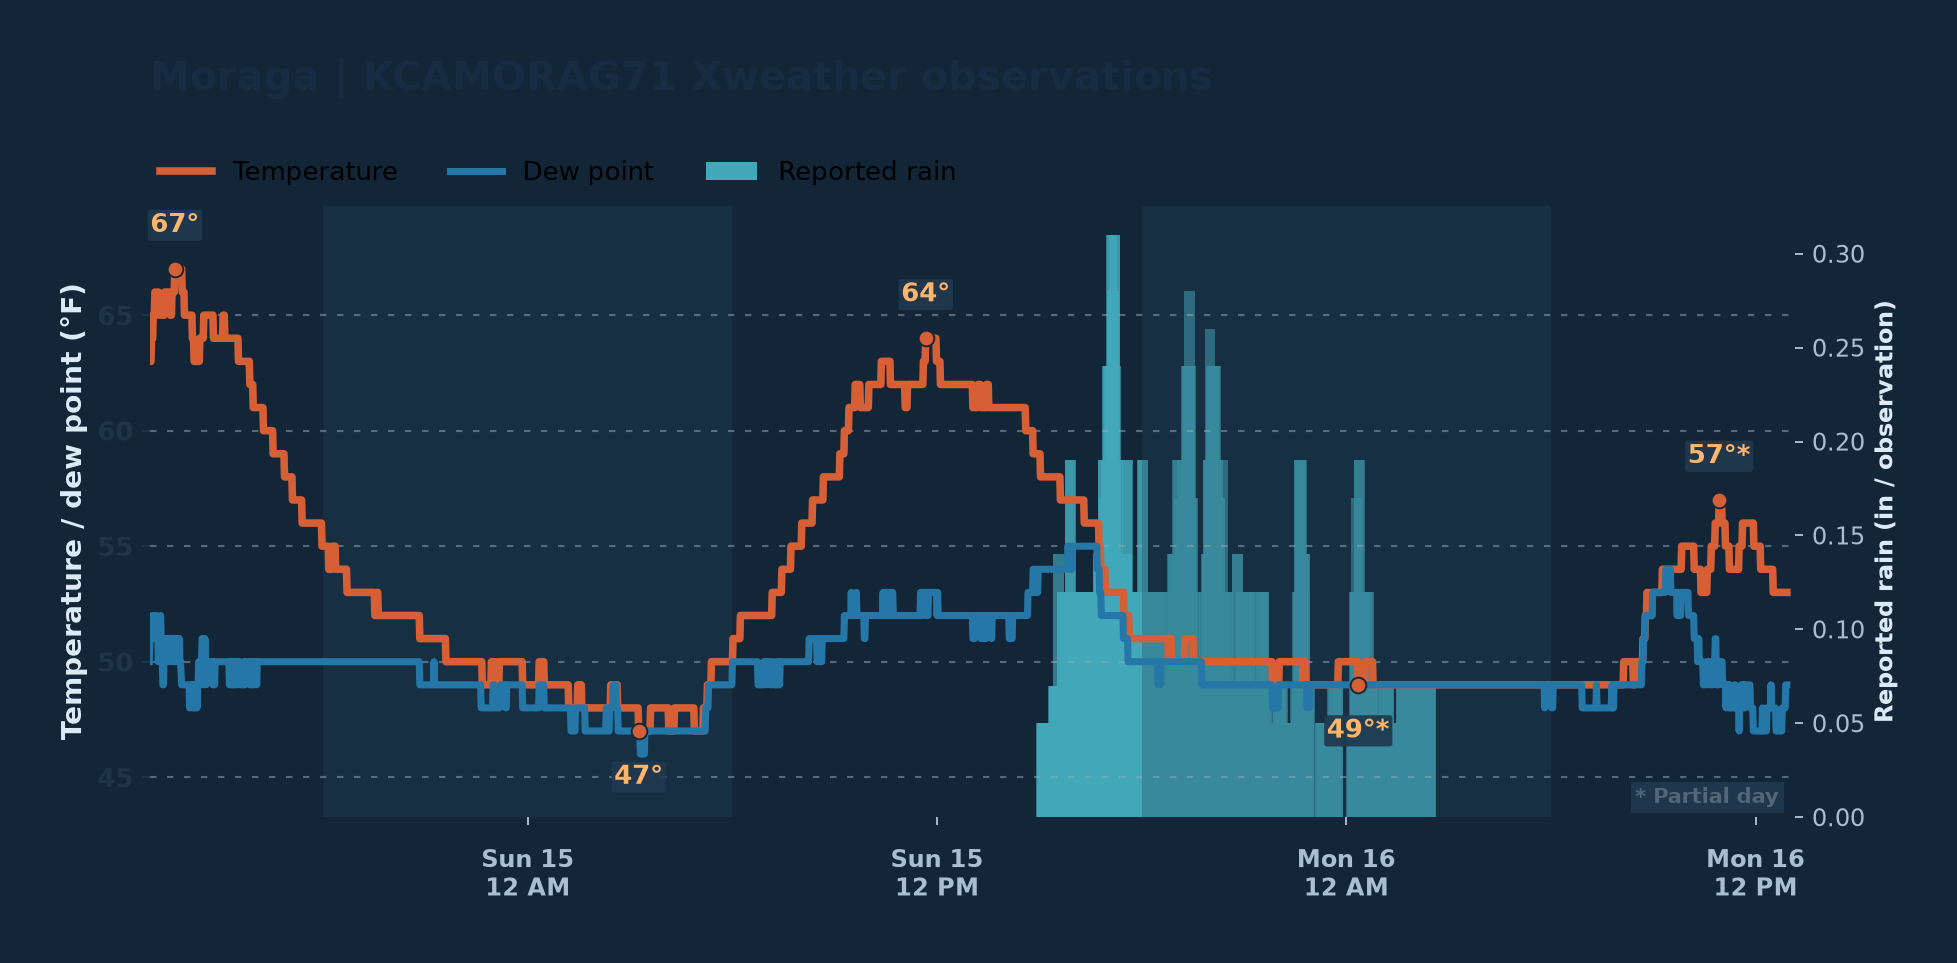 Moraga | KCAMORAG71 Xweather observations
Temperature
Dew point
Reported rain
67°
64°
57°*
47°
49°*
* Partial day
Temperature / dew point (°F)
65
60
55
50
45
Reported rain (in / observation)
0.30
0.25
0.20
0.15
0.10
0.05
0.00
Sun 15
12 AM
Sun 15
12 PM
Mon 16
12 AM
Mon 16
12 PM